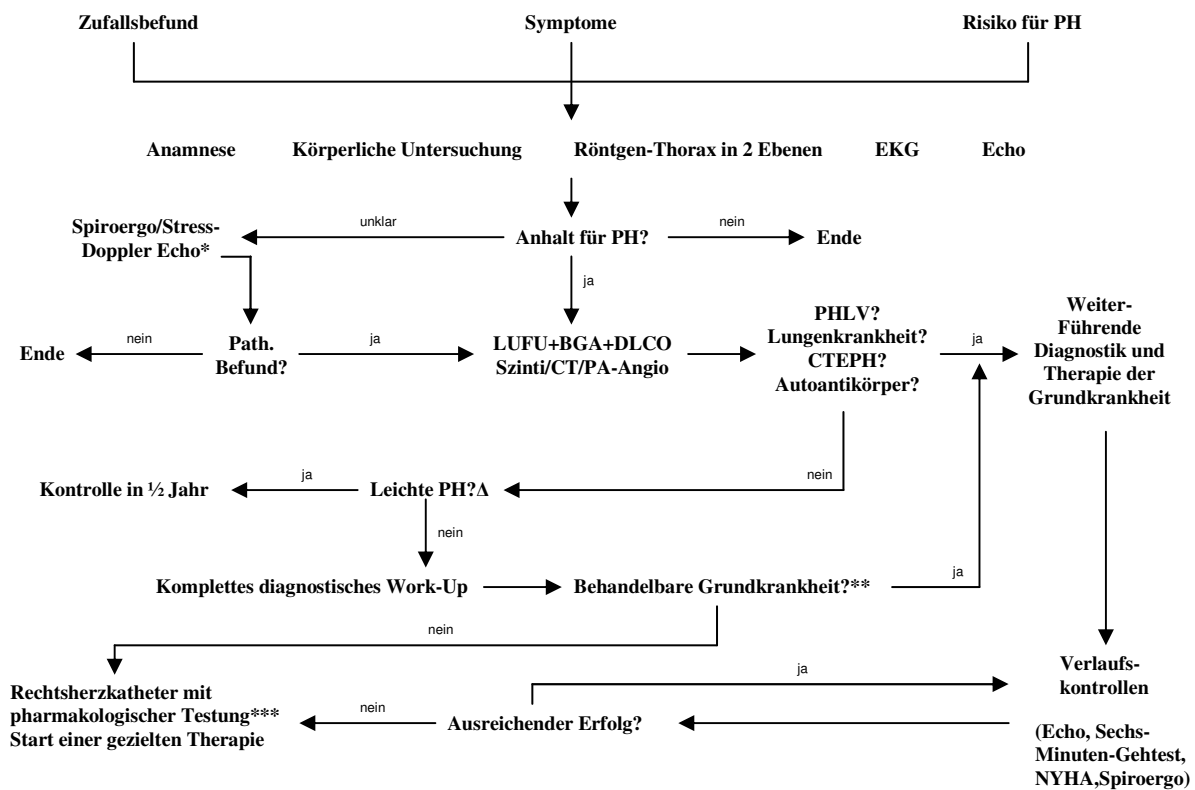 Zufallsbefund
Symptome
Risiko für PH
Anamnese
Körperliche Untersuchung
Röntgen-Thorax in 2 Ebenen
EKG
Echo
Spiroergo/Stress-
Doppler Echo*
unklar
Anhalt für PH?
nein
Ende
ja
Ende
nein
Path.
Befund?
ja
LUFU+BGA+DLCO
Szinti/CT/PA-Angio
PHLV?
Lungenkrankheit?
CTEPH?
Autoantikörper?
ja
Weiter-
Führende
Diagnostik und
Therapie der
Grundkrankheit
Kontrolle in ½ Jahr
ja
Leichte PH?Δ
nein
nein
Komplettes diagnostisches Work-Up
Behandelbare Grundkrankheit?**
ja
nein
Rechtsherzkatheter mit
pharmakologischer Testung***
Start einer gezielten Therapie
nein
Ausreichender Erfolg?
ja
Verlaufs-
kontrollen
(Echo, Sechs-
Minuten-Gehtest,
NYHA,Spiroergo)